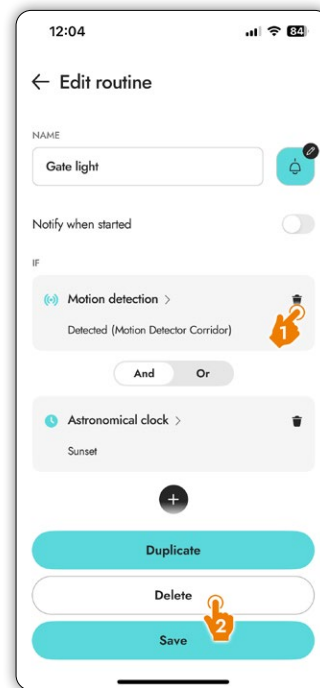 12:04
84
Edit routine
NAME
Gate light
Notify when started
IF
Motion detection >
1
Detected (Motion Detector Corridor)
And Or
Astronomical clock >
Sunset
+
Duplicate
Delete
2
Save